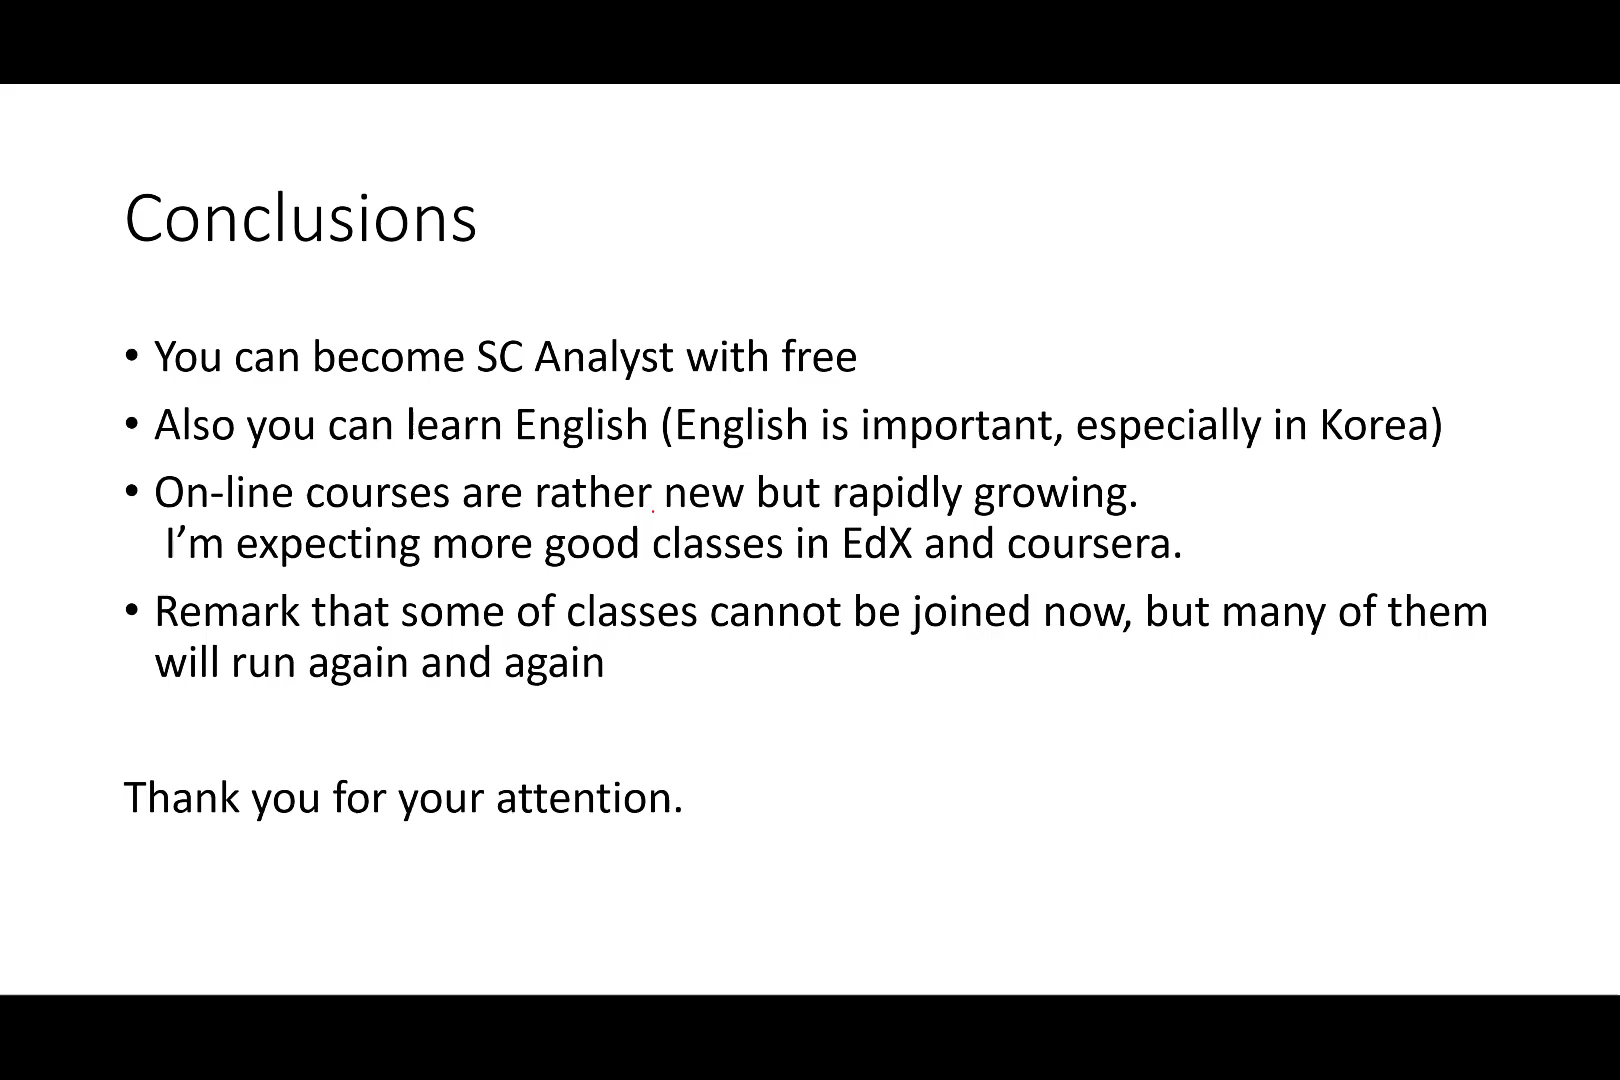 Conclusions
• You can become SC Analyst with free
• Also you can learn English (English is important, especially in Korea)
• On-line courses are rather new but rapidly growing.
I’m expecting more good classes in EdX and coursera.
• Remark that some of classes cannot be joined now, but many of them
will run again and again
Thank you for your attention.